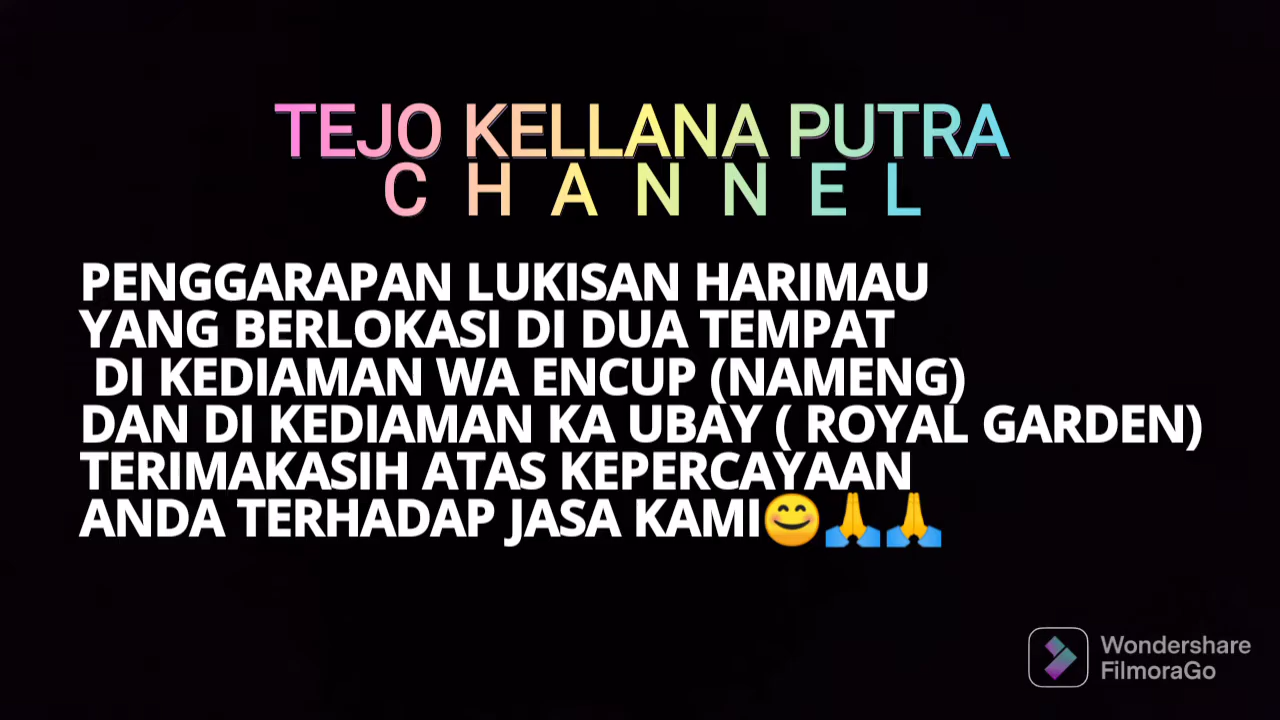 TEJO KELLANA PUTRA
CHANNEL
PENGGARAPAN LUKISAN HARIMAU
YANG BERLOKASI DI DUA TEMPAT
DI KEDIAMAN WA ENCUP (NAMENG)
DAN DI KEDIAMAN KA UBAY ( ROYAL GARDEN)
TERIMAKASIH ATAS KEPERCAYAAN
ANDA TERHADAP JASA KAMI😊🙏🙏
Wondershare
FilmoraGo